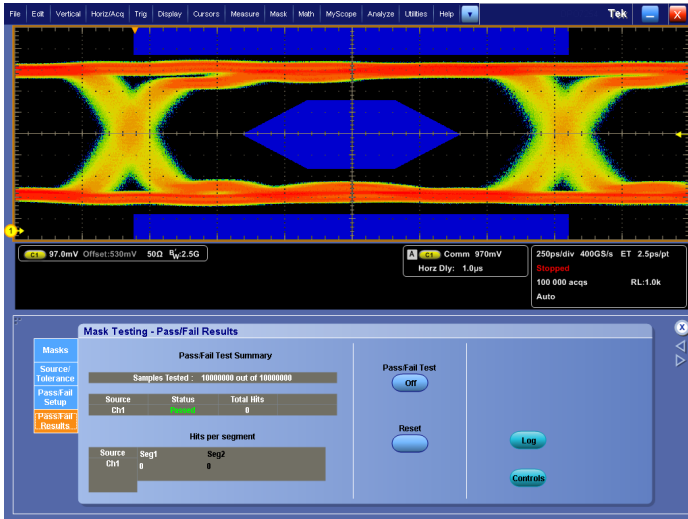 File Edit Vertical Horiz/Acq Trig Display Cursors Measure Mask Math MyScope Analyze Utilities Help Tek X
1
C1 97.0mV Offset:530mV 50Ω BW:2.5G
A C1 Comm 970mV
Horz Dly: 1.0µs
250ps/div 400GS/s ET 2.5ps/pt
Stopped
100 000 acqs RL:1.0k
Auto
Mask Testing - Pass/Fail Results
X
Masks
Source/
Tolerance
Pass/Fail
Setup
Pass/Fail
Results
Pass/Fail Test Summary
Samples Tested : 10000000 out of 10000000
Source Status Total Hits
Ch1 Passed 0
Hits per segment
Source Seg1 Seg2
Ch1 0 0
Pass/Fail Test
Off
Reset
Log
Controls